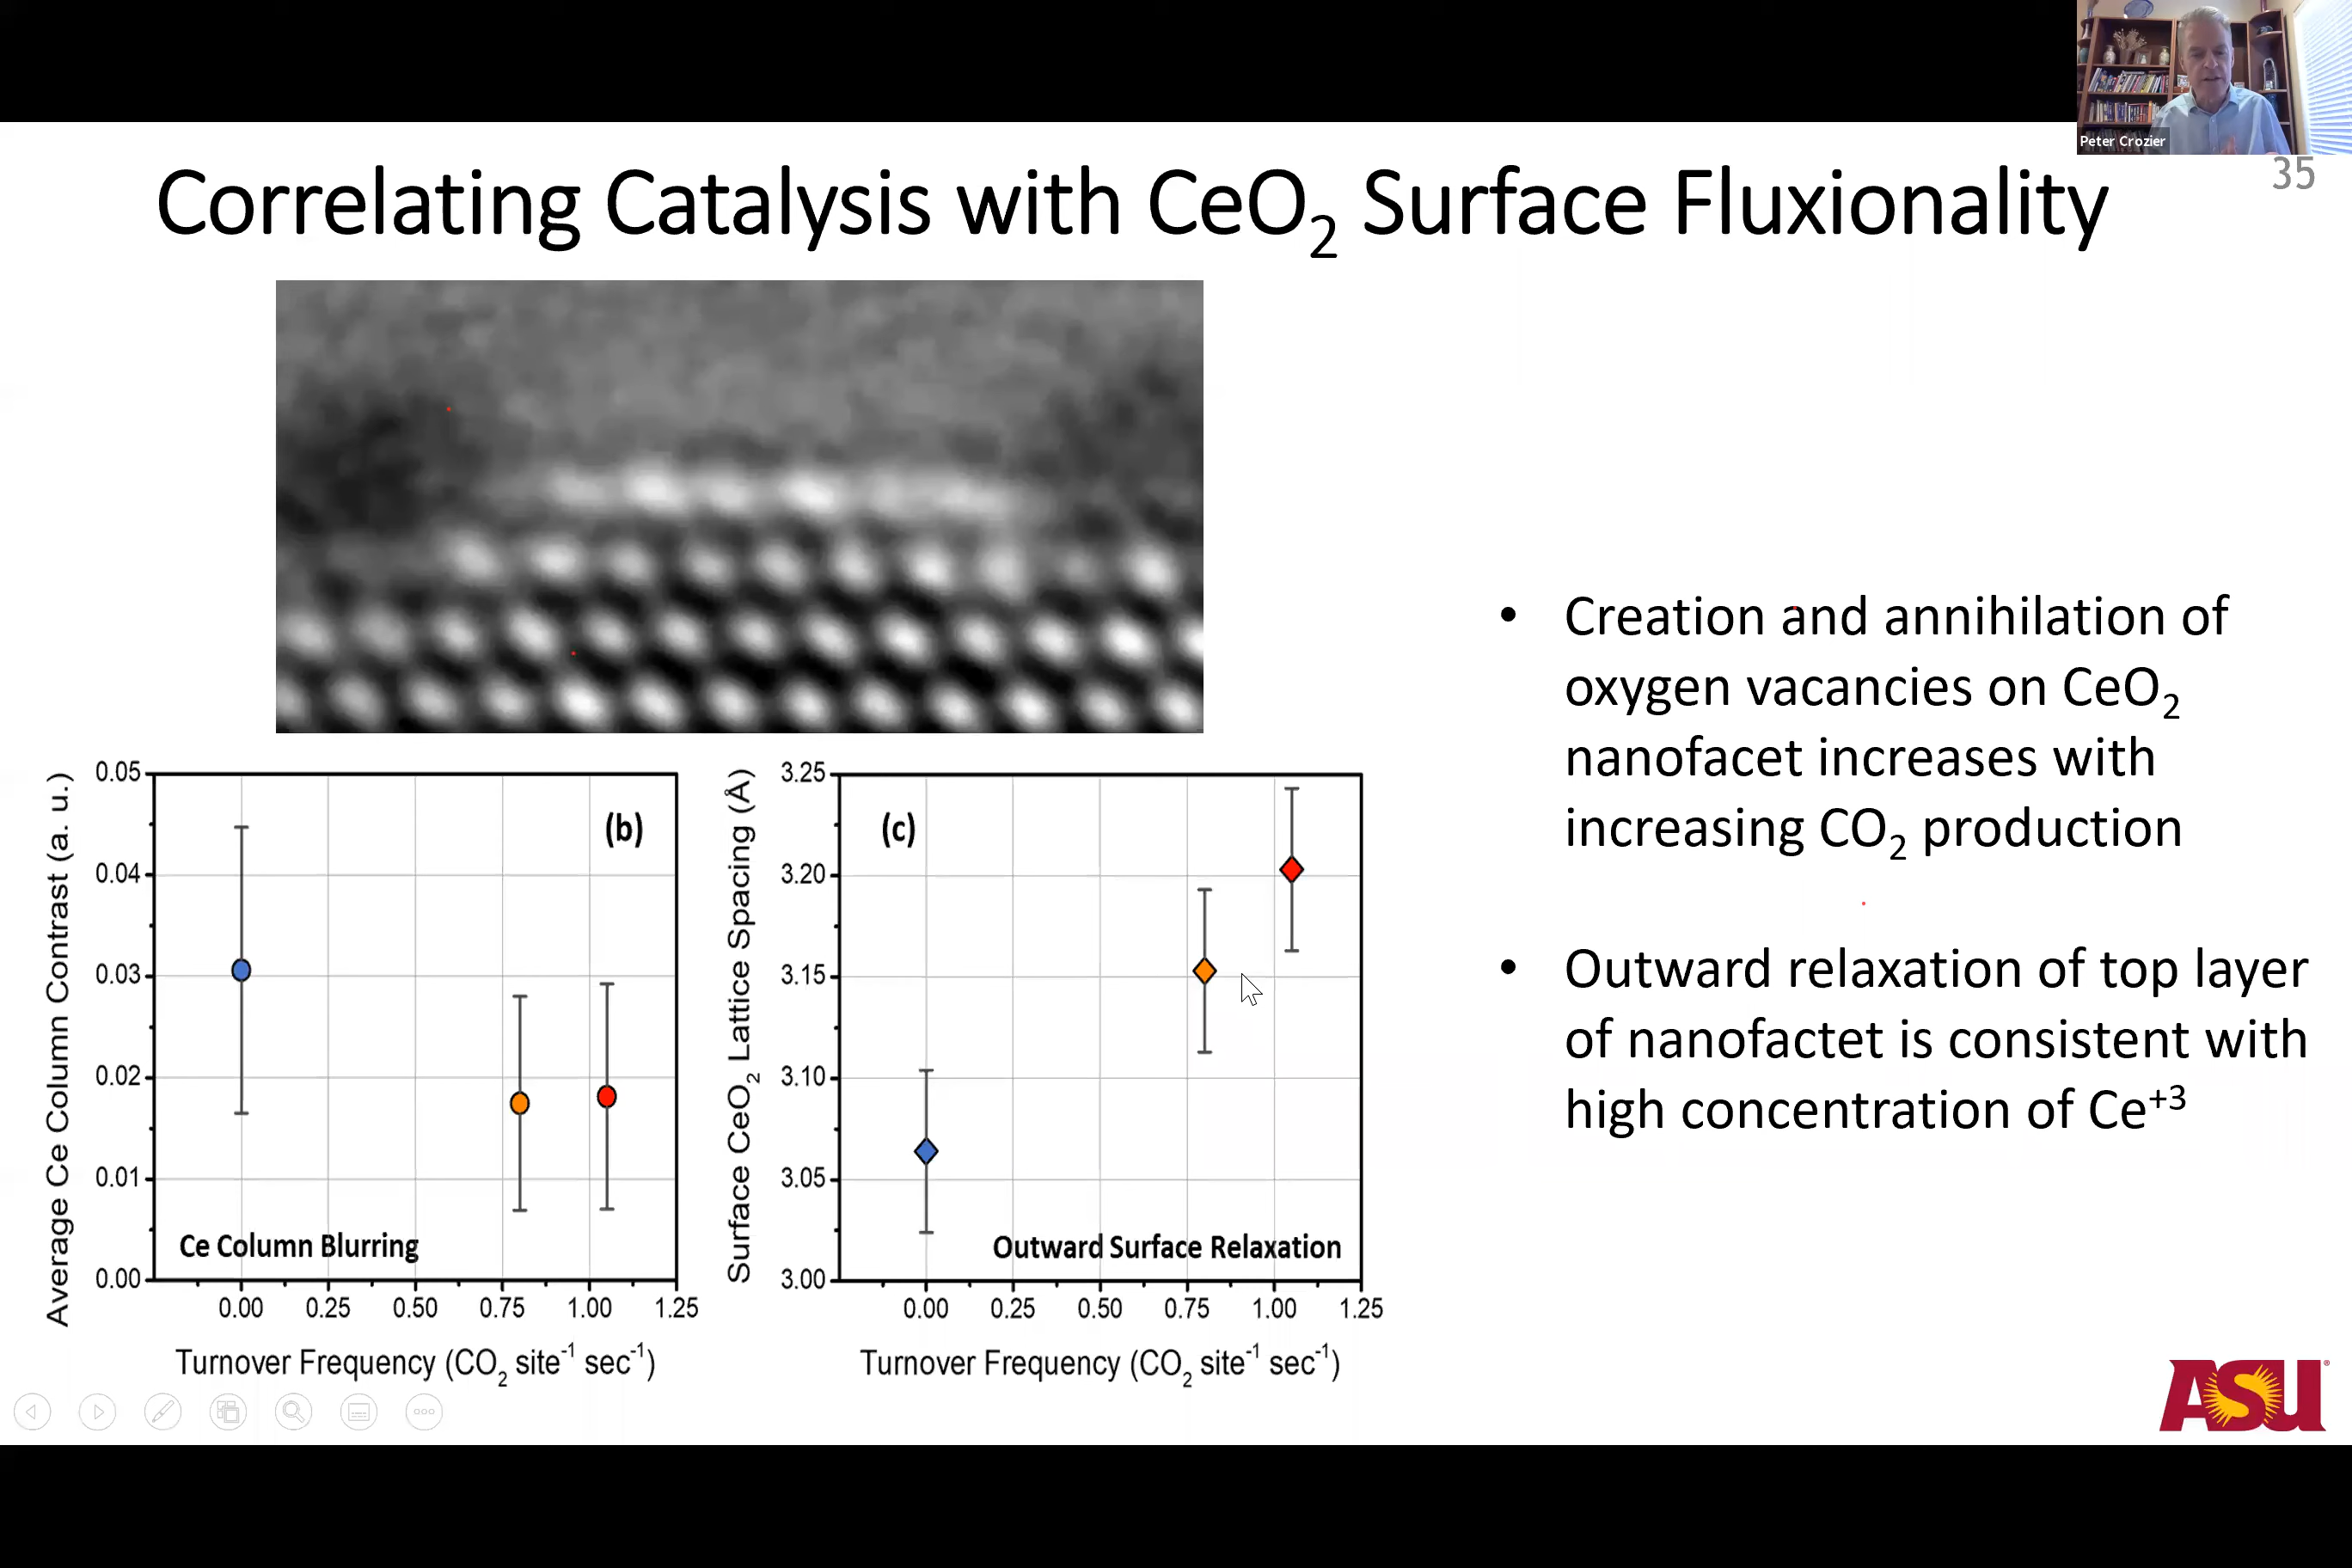 Peter Crozier
35
Correlating Catalysis with CeO₂ Surface Fluxionality
Average Ce Column Contrast (a. u.)
0.05
0.04
0.03
0.02
0.01
0.00
(b)
Ce Column Blurring
0.00 0.25 0.50 0.75 1.00 1.25
Turnover Frequency (CO₂ site⁻¹ sec⁻¹)
Surface CeO₂ Lattice Spacing (Å)
3.25
3.20
3.15
3.10
3.05
3.00
(c)
Outward Surface Relaxation
0.00 0.25 0.50 0.75 1.00 1.25
Turnover Frequency (CO₂ site⁻¹ sec⁻¹)
• Creation and annihilation of
oxygen vacancies on CeO₂
nanofacet increases with
increasing CO₂ production
• Outward relaxation of top layer
of nanofactet is consistent with
high concentration of Ce⁺³
ASU